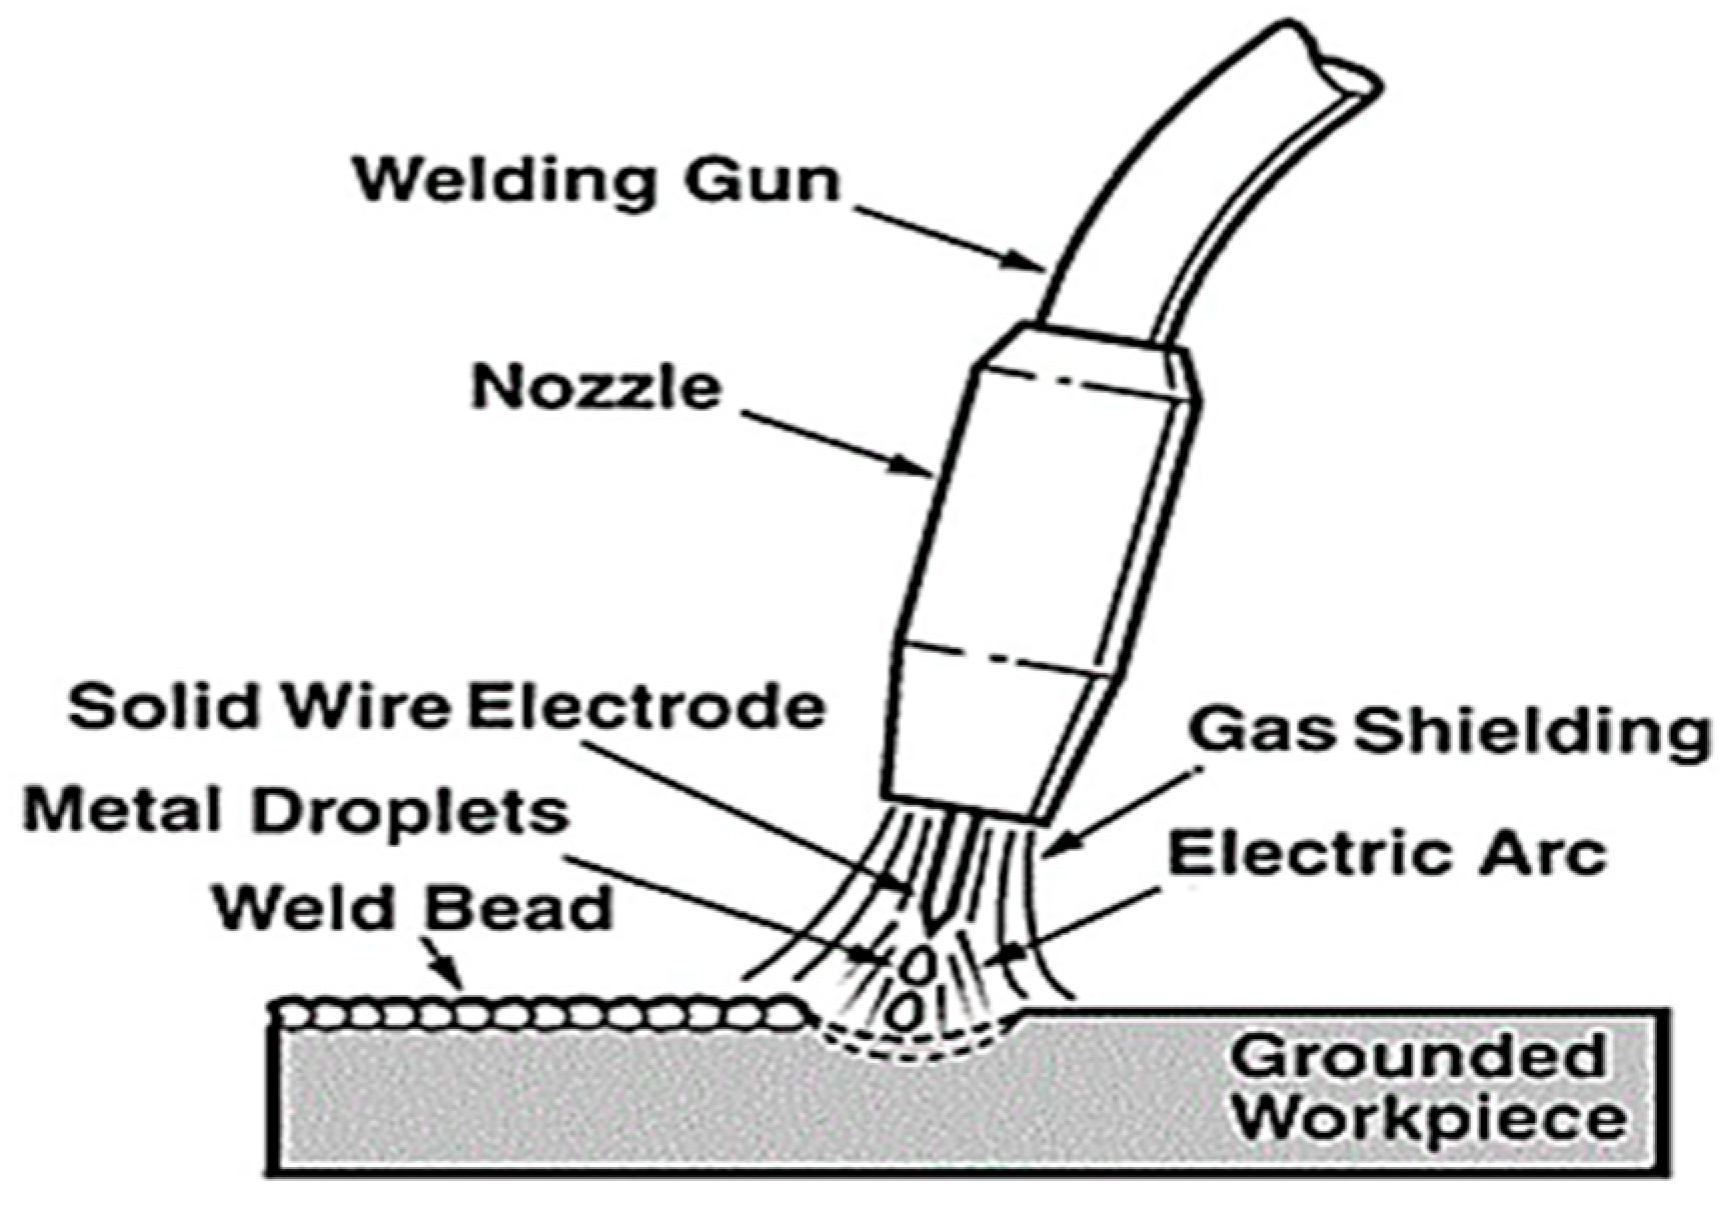 Welding Gun
Nozzle
Solid Wire Electrode
Gas Shielding
Metal Droplets
Electric Arc
Weld Bead
Grounded
Workpiece